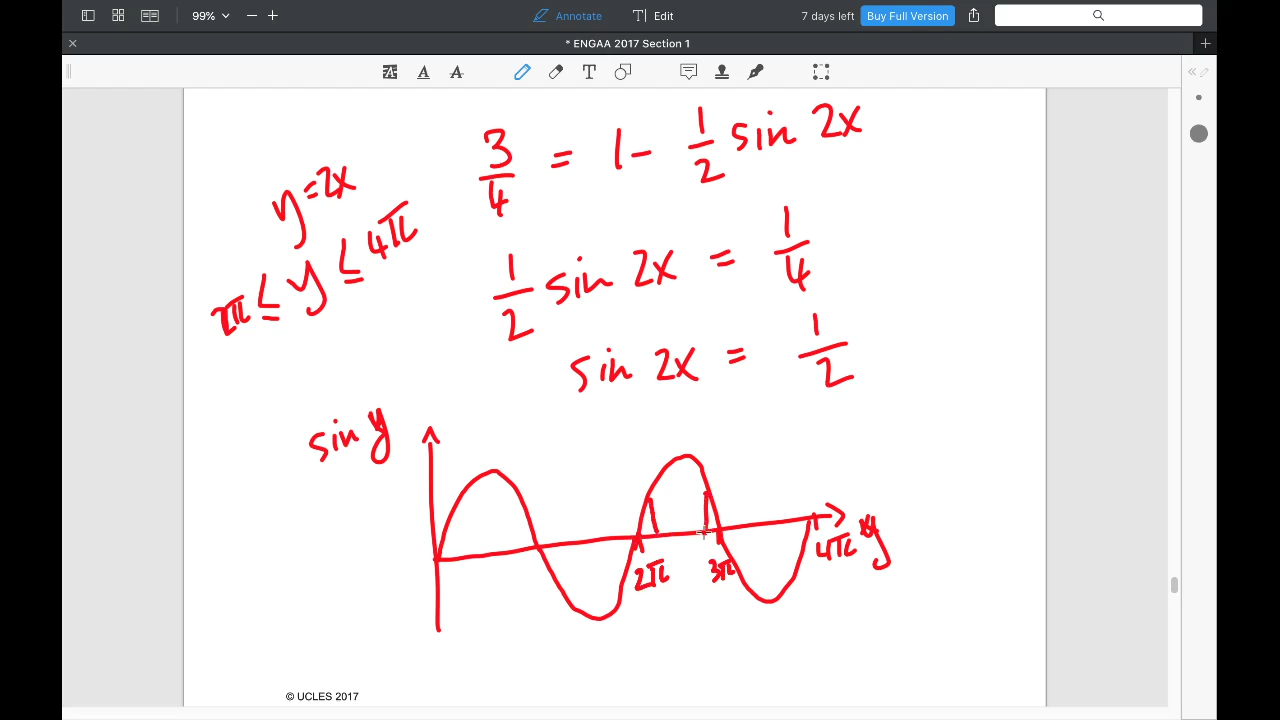 99%
Annotate
Edit
7 days left
Buy Full Version
* ENGAA 2017 Section 1
3/4 = 1 - 1/2 sin 2x
y = 2x
2π ≤ y ≤ 4π
1/2 sin 2x = 1/4
sin 2x = 1/2
sin y
2π
3π
4π
y
© UCLES 2017